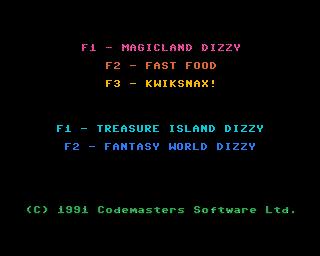 F1 - MAGICLAND DIZZY
F2 - FAST FOOD
F3 - KWIKSNAX!
F1 - TREASURE ISLAND DIZZY
F2 - FANTASY WORLD DIZZY
(C) 1991 Codemasters Software Ltd.